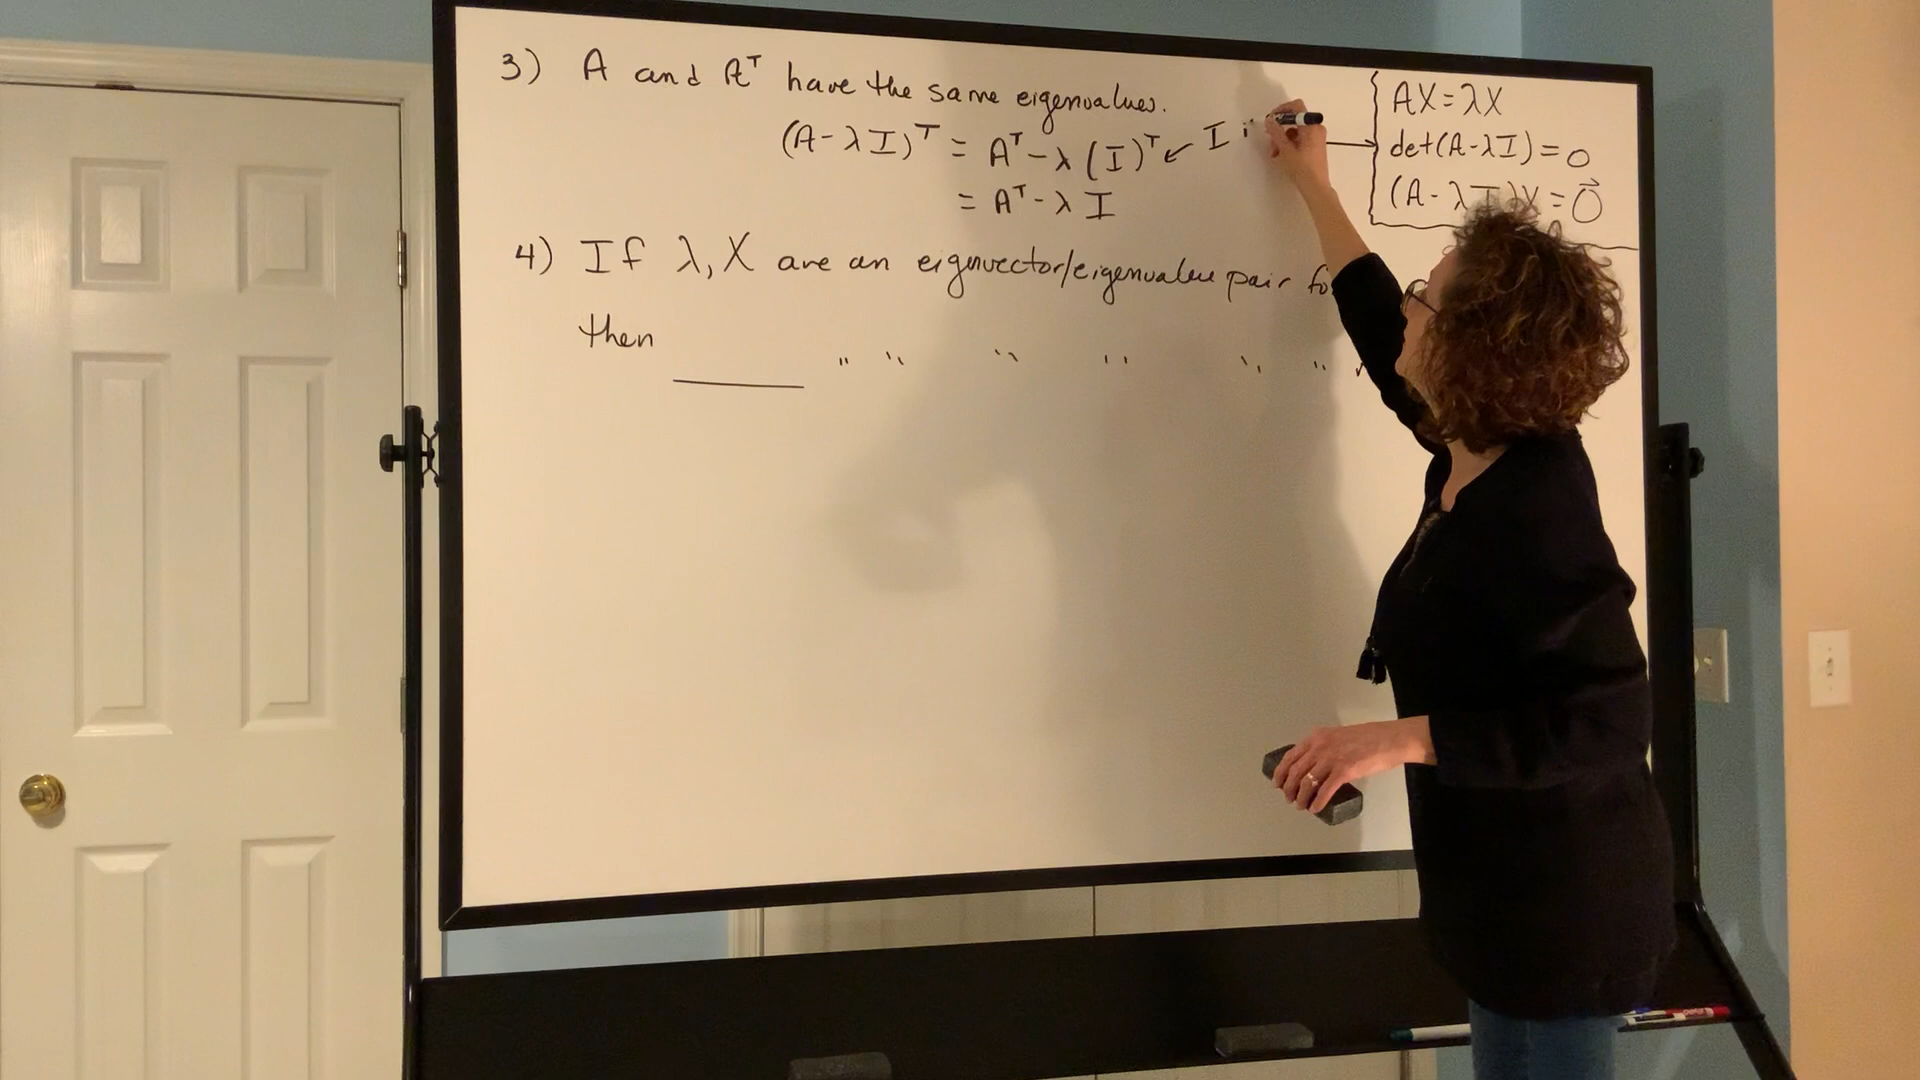 3) A and Aᵀ have the same eigenvalues.
(A-λI)ᵀ = Aᵀ-λ(I)ᵀ ↙ I
= Aᵀ-λI
AX=λX
det(A-λI)=0
(A-λI)X=0⃗
4) If λ, X are an eigenvector/eigenvalue pair fo
then ____ " " " " " "